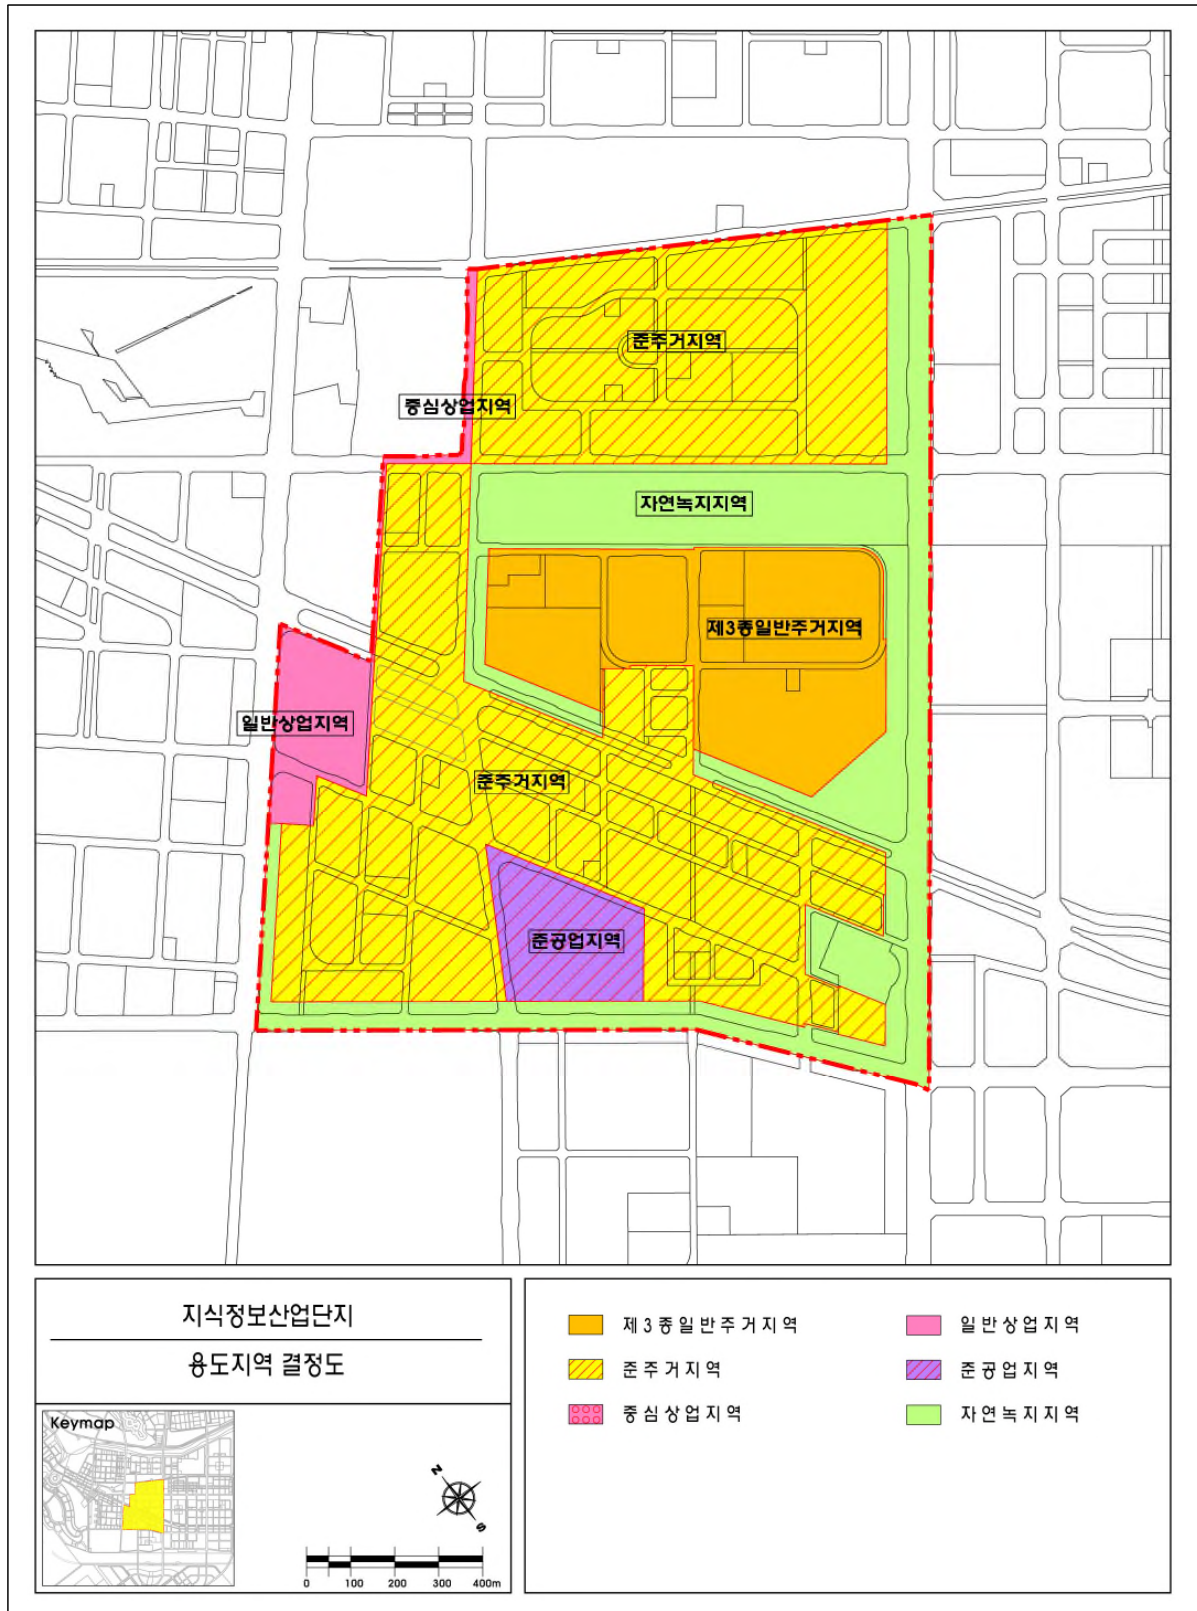 준주거지역
중심상업지역
자연녹지지역
제3종일반주거지역
일반상업지역
준주거지역
준공업지역
지식정보산업단지
용도지역 결정도
Keymap
N
S
0 100 200 300 400m
제3종일반주거지역
일반상업지역
준주거지역
준공업지역
중심상업지역
자연녹지지역